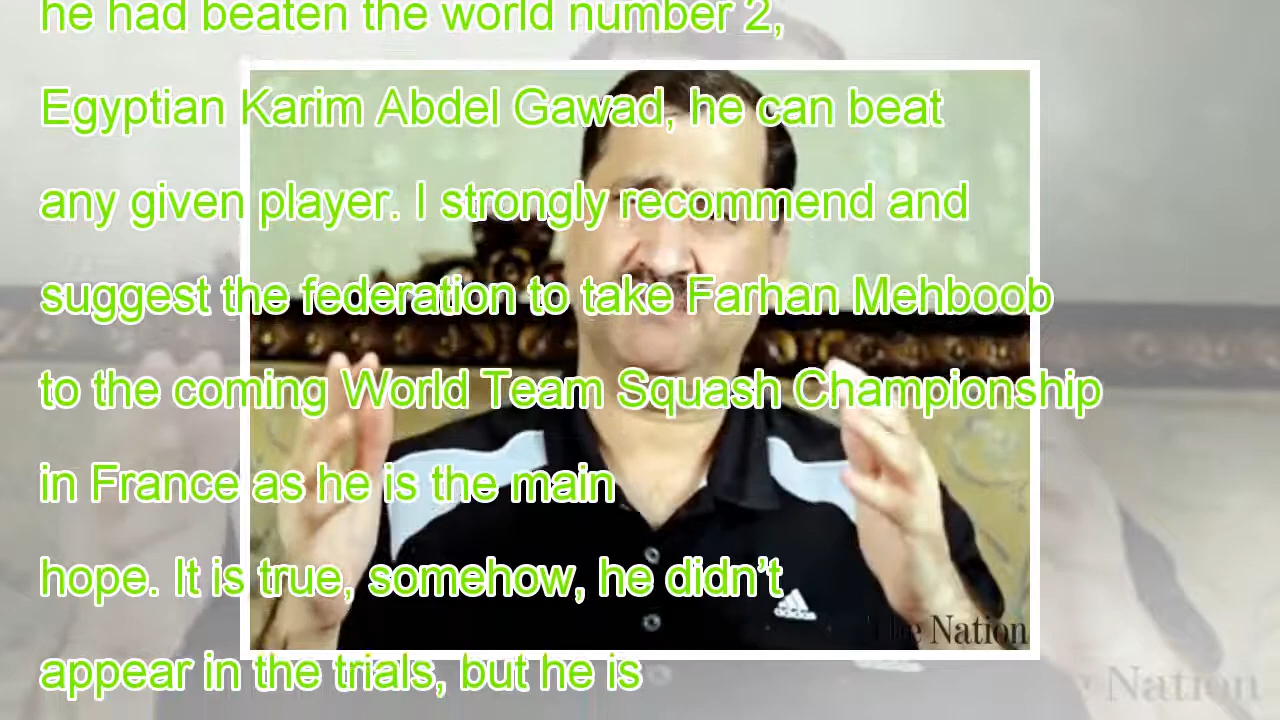 he had beaten the world number 2,
Egyptian Karim Abdel Gawad, he can beat
any given player. I strongly recommend and
suggest the federation to take Farhan Mehboob
to the coming World Team Squash Championship
in France as he is the main
hope. It is true, somehow, he didn’t
appear in the trials, but he is
The Nation
Nation